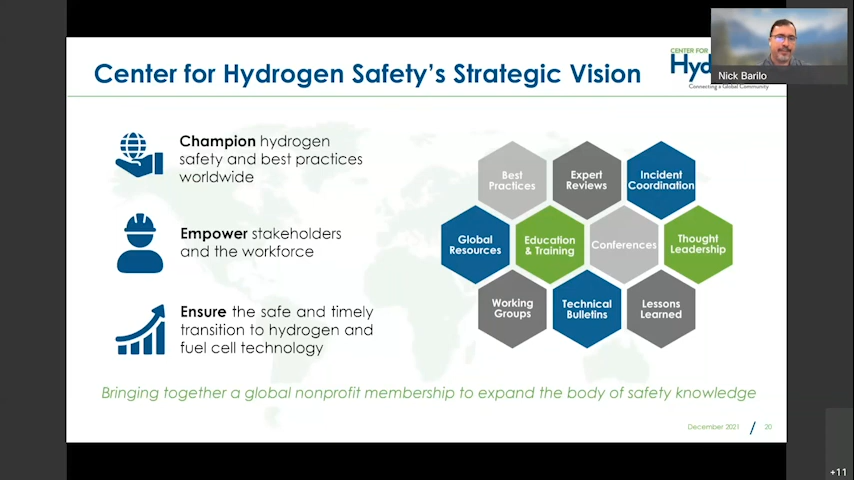 Center for Hydrogen Safety's Strategic Vision
CENTER FOR
Hyd
Connecting a Global Community
Nick Barilo
Champion hydrogen
safety and best practices
worldwide
Empower stakeholders
and the workforce
Ensure the safe and timely
transition to hydrogen and
fuel cell technology
Best
Practices
Expert
Reviews
Incident
Coordination
Global
Resources
Education
& Training
Conferences
Thought
Leadership
Working
Groups
Technical
Bulletins
Lessons
Learned
Bringing together a global nonprofit membership to expand the body of safety knowledge
December 2021 / 20
+11